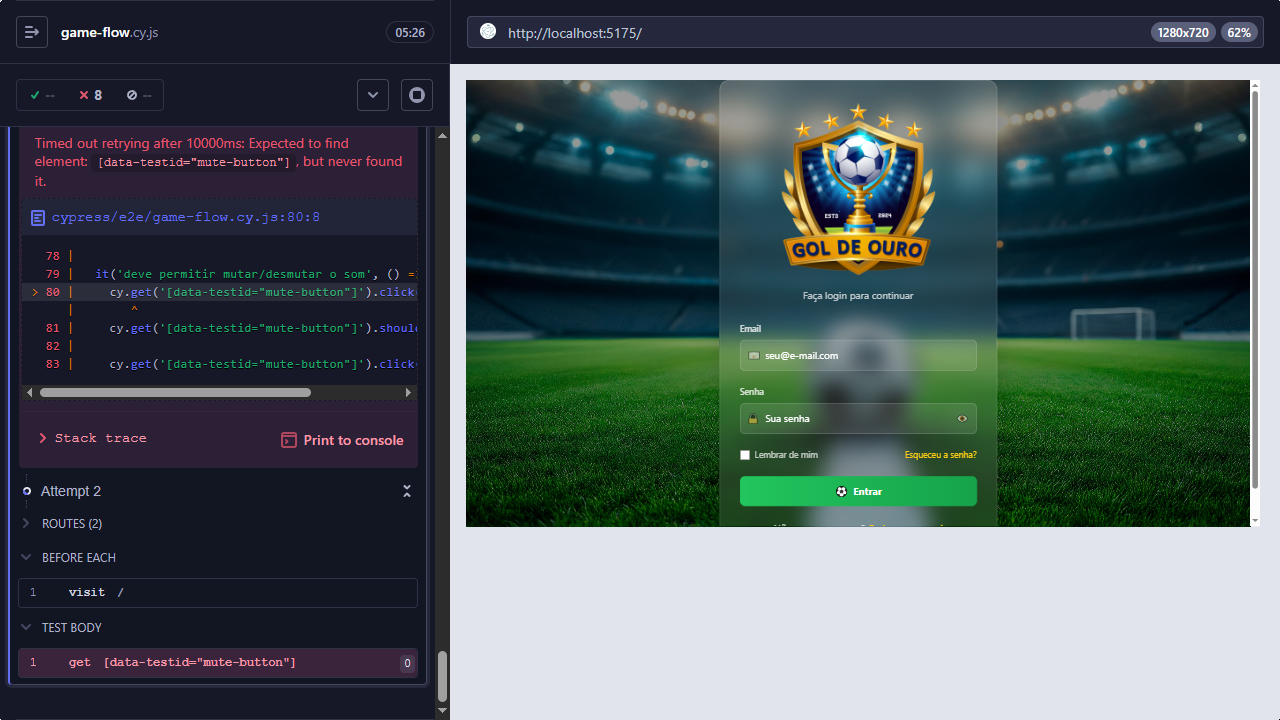 game-flow.cy.js
05:26
http://localhost:5175/
1280x720
62%
--
8
--
Timed out retrying after 10000ms: Expected to find
element: [data-testid="mute-button"], but never found
it.
cypress/e2e/game-flow.cy.js:80:8
78 |
79 | it('deve permitir mutar/desmutar o som', () =
> 80 | cy.get('[data-testid="mute-button"]').click
| ^
81 | cy.get('[data-testid="mute-button"]').shoul
82 |
83 | cy.get('[data-testid="mute-button"]').click
Stack trace
Print to console
Attempt 2
ROUTES (2)
BEFORE EACH
1 visit /
TEST BODY
1 get [data-testid="mute-button"] 0
ESTD 2024
GOL DE OURO
Faça login para continuar
Email
seu@e-mail.com
Senha
Sua senha
Lembrar de mim
Esqueceu a senha?
Entrar